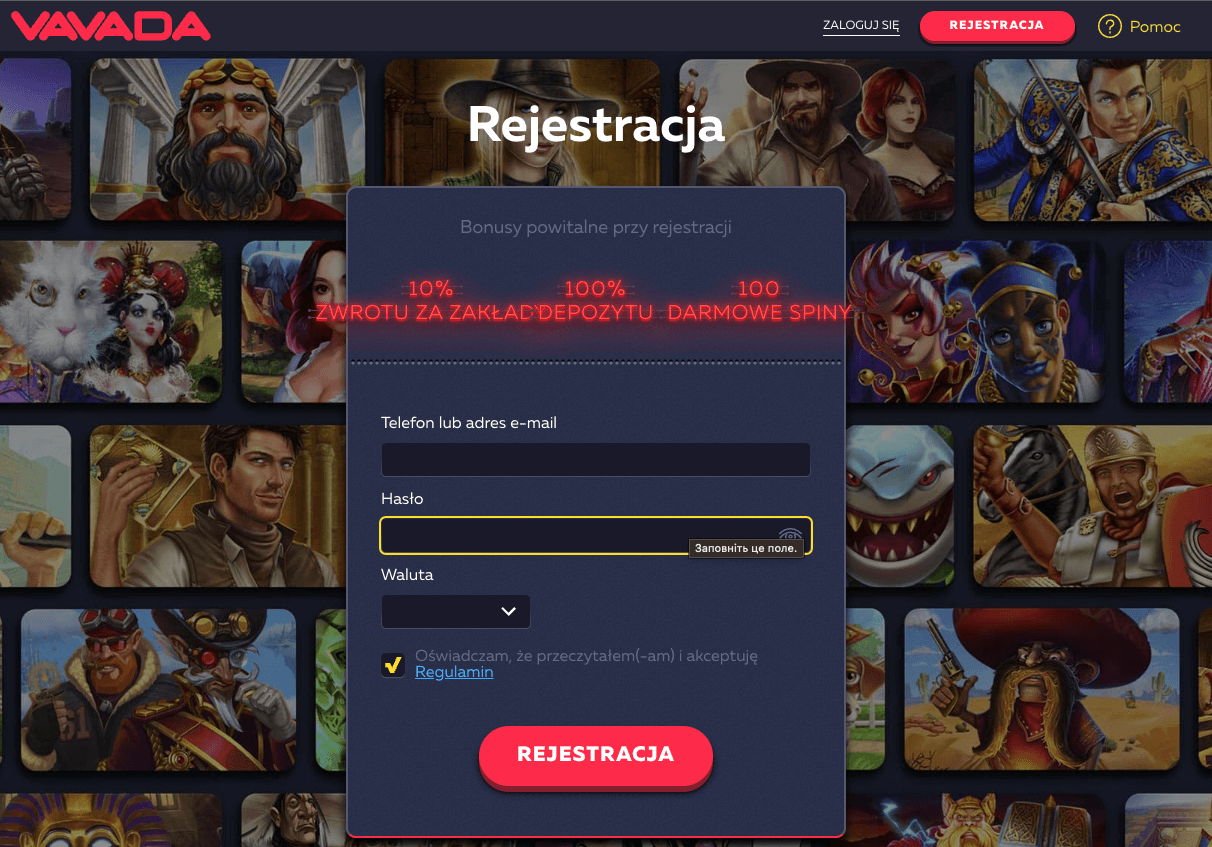 VAVADA
ZALOGUJ SIĘ
REJESTRACJA
? Pomoc
Rejestracja
Bonusy powitalne przy rejestracji
10%
ZWROTU ZA ZAKŁADY
100%
DEPOZYTU
100
DARMOWE SPINY
Telefon lub adres e-mail
Hasło
Заповніть це поле.
Waluta
Oświadczam, że przeczytałem(-am) i akceptuję
Regulamin
REJESTRACJA